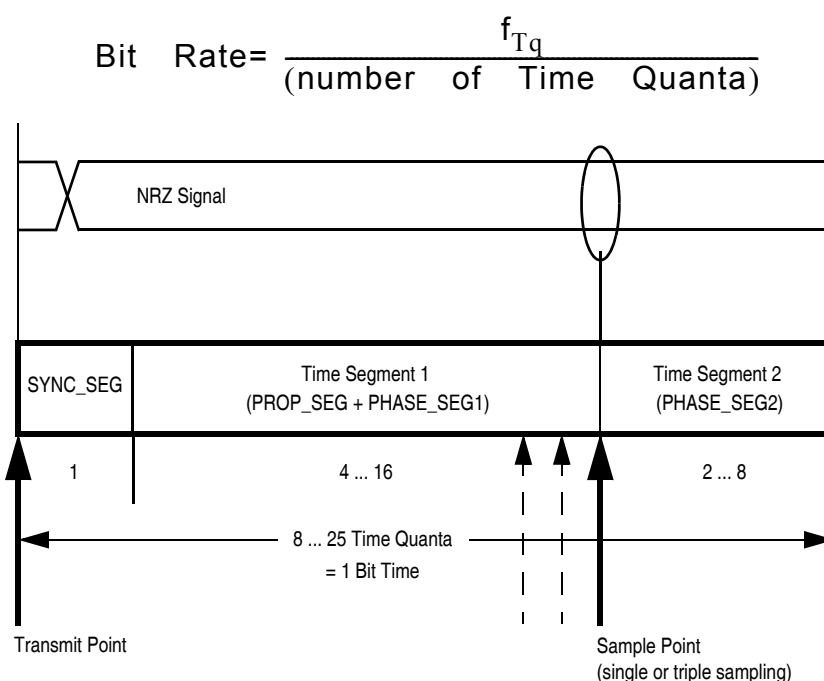 Bit Rate= f_Tq
(number of Time Quanta)
NRZ Signal
SYNC_SEG
Time Segment 1
(PROP_SEG + PHASE_SEG1)
Time Segment 2
(PHASE_SEG2)
1
4 ... 16
2 ... 8
8 ... 25 Time Quanta
= 1 Bit Time
Transmit Point
Sample Point
(single or triple sampling)